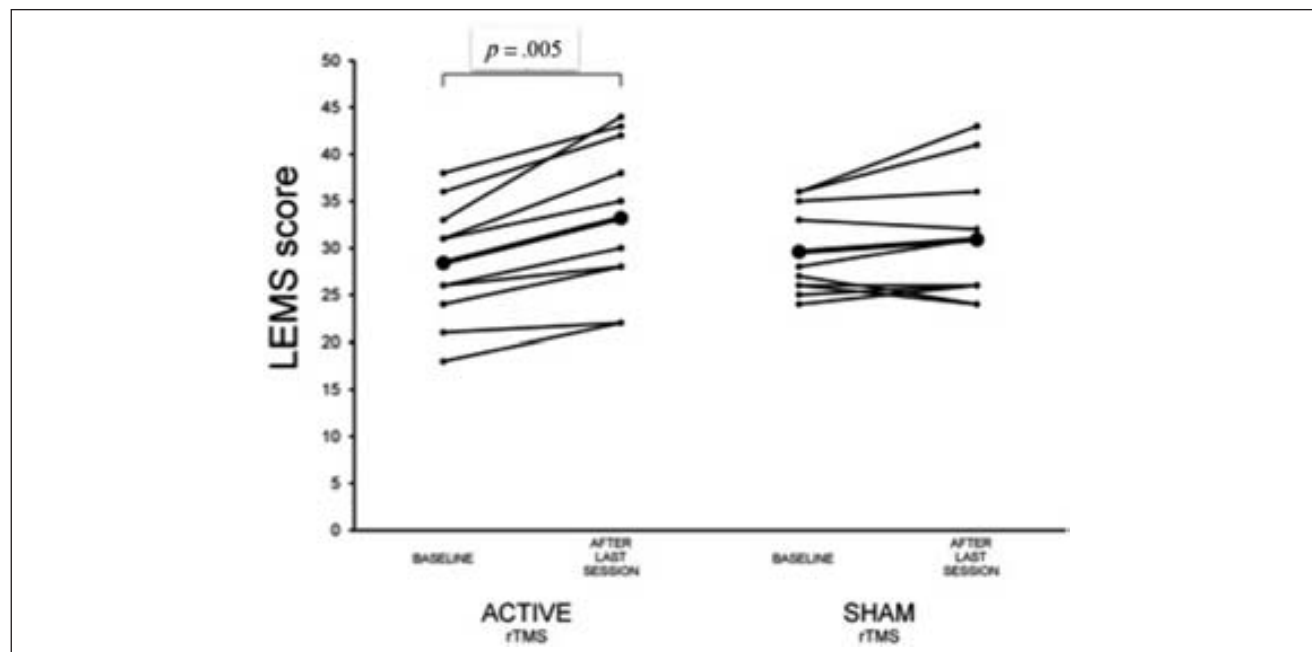 p = .005
50
45
40
35
30
25
20
15
10
5
0
LEMS score
BASELINE
AFTER
LAST
SESSION
BASELINE
AFTER
LAST
SESSION
ACTIVE
rTMS
SHAM
rTMS